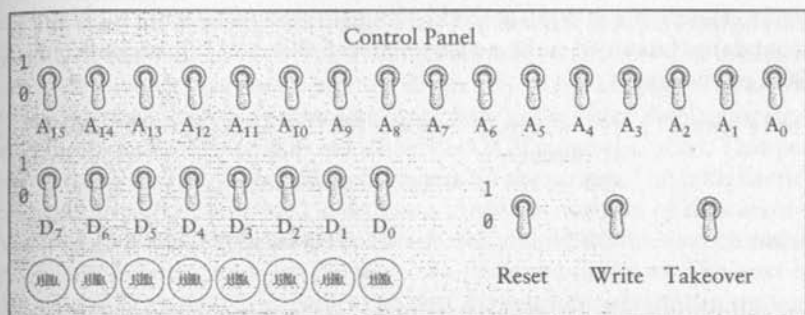 Control Panel
1
0
A15 A14 A13 A12 A11 A10 A9 A8 A7 A6 A5 A4 A3 A2 A1 A0
1
0
D7 D6 D5 D4 D3 D2 D1 D0
1
0
Reset Write Takeover